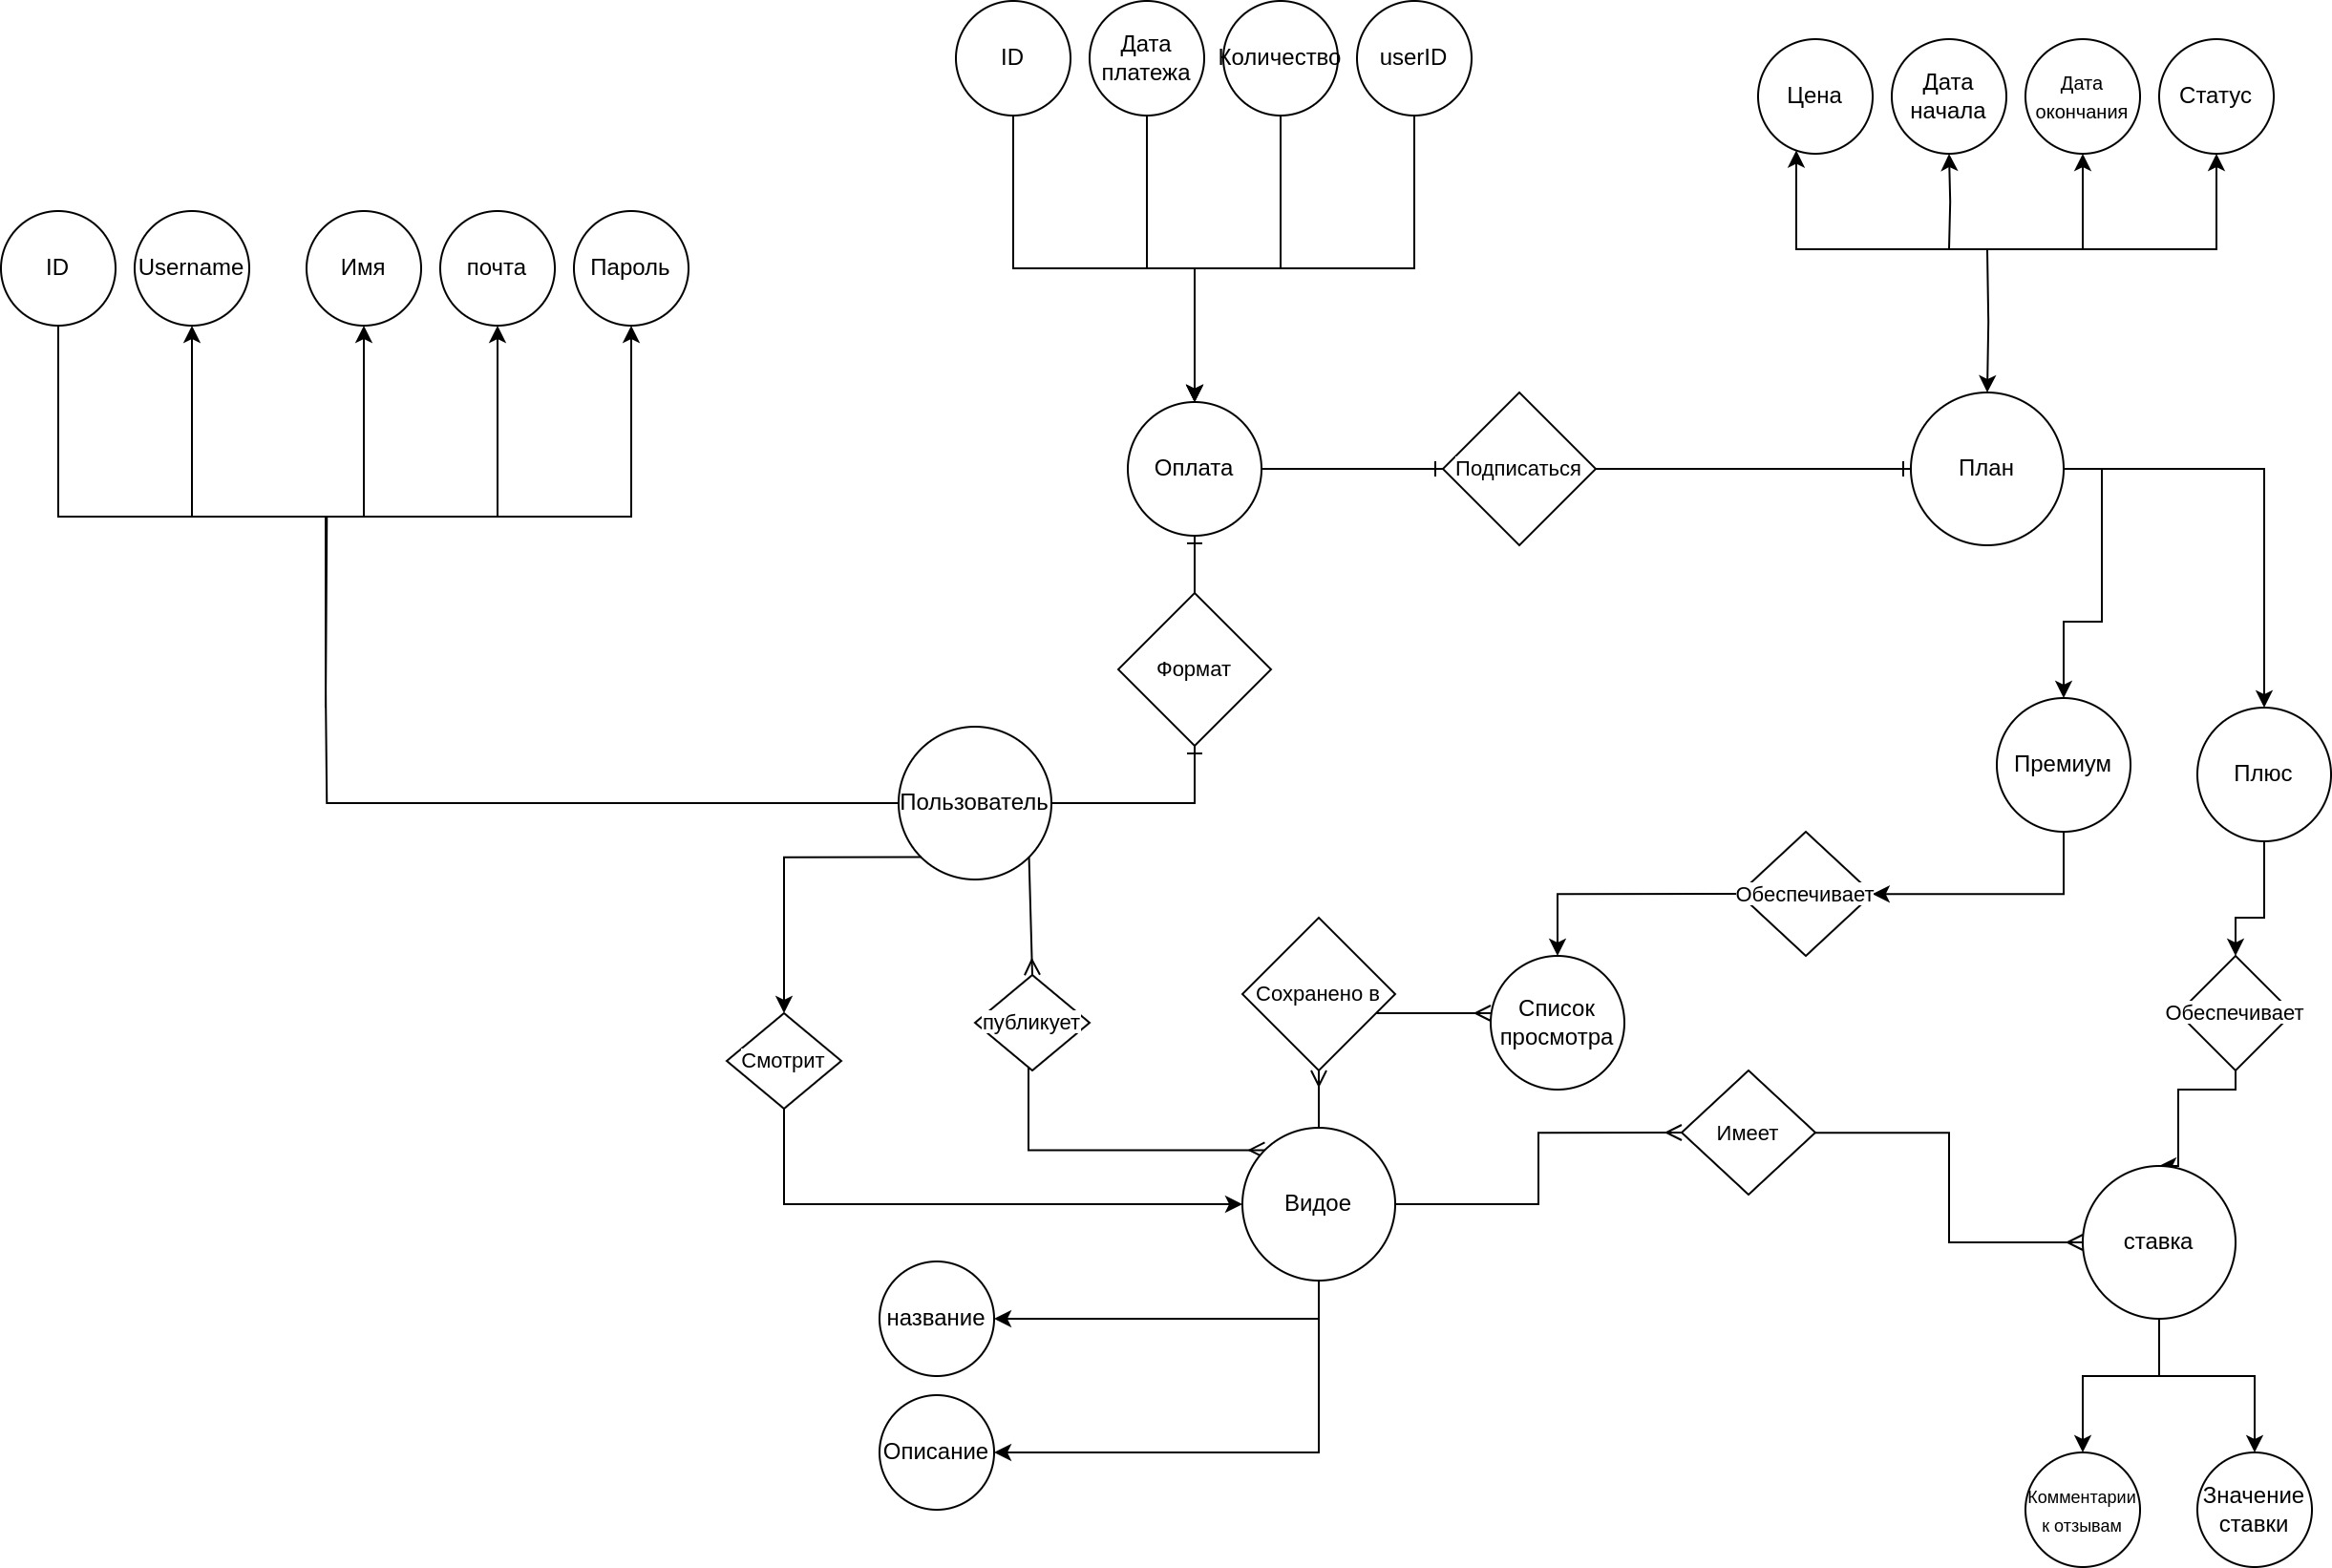 ID
Дата
платежа
Количество
userID
Цена
Дата
начала
Дата
окончания
Статус
ID
Username
Имя
почта
Пароль
Оплата
Подписаться
План
Формат
Пользователь
Премиум
Плюс
Обеспечивает
Сохранено в
Список
просмотра
Обеспечивает
публикует
Смотрит
Имеет
Видое
ставка
название
Описание
Комментарии
к отзывам
Значение
ставки